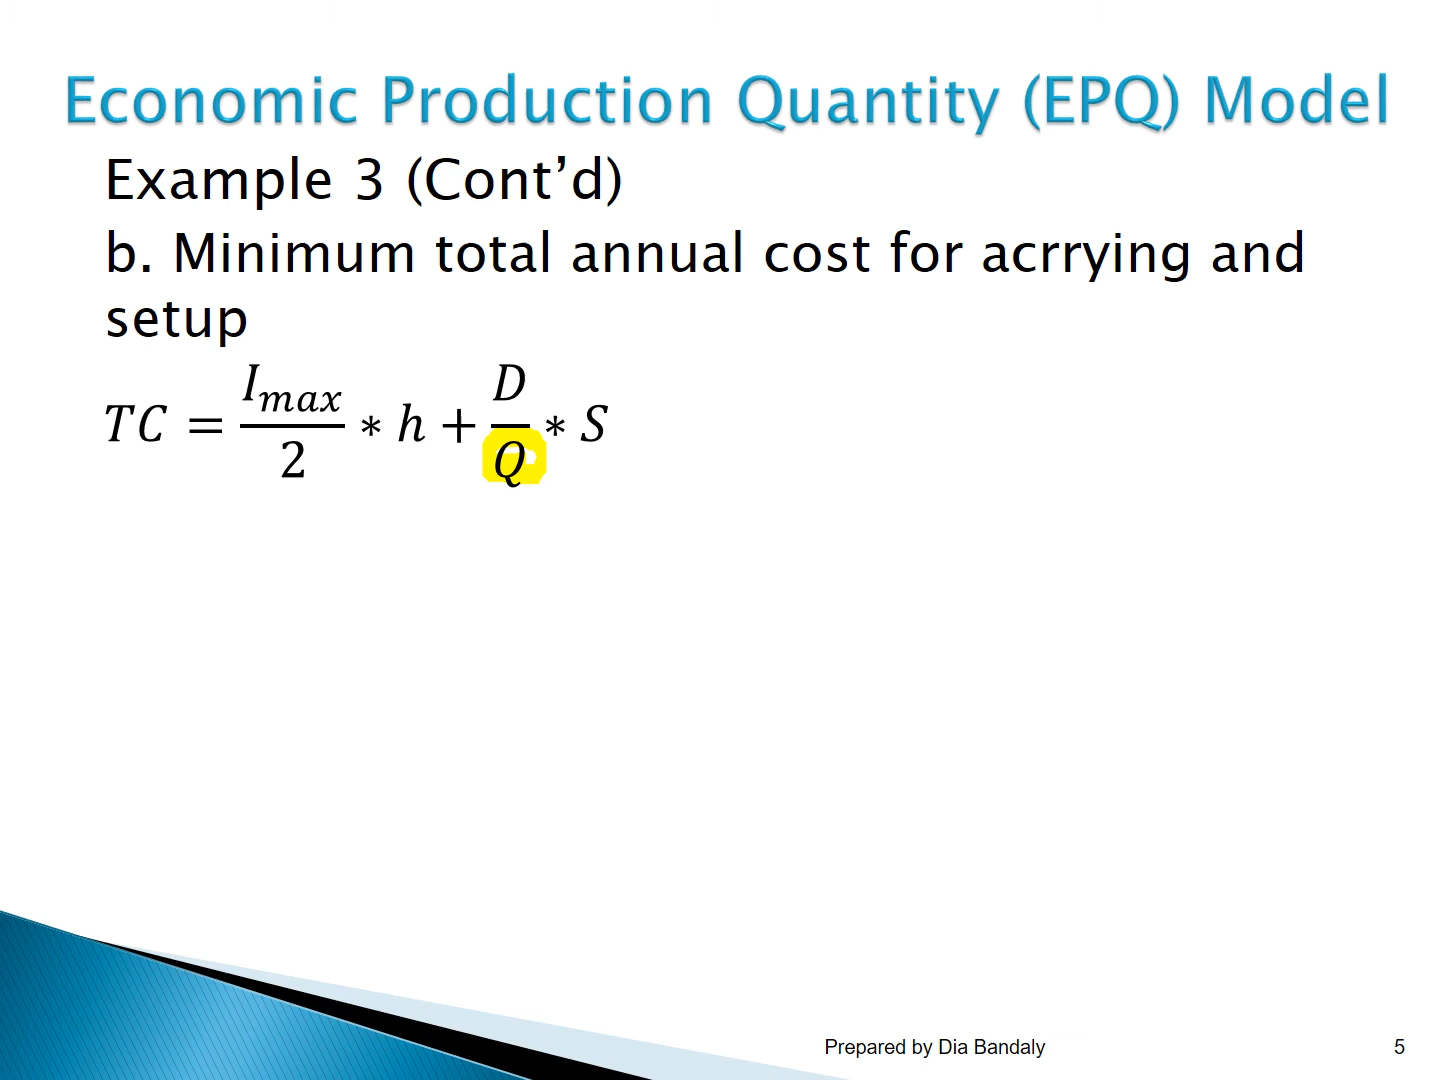 Economic Production Quantity (EPQ) Model
Example 3 (Cont’d)
b. Minimum total annual cost for acrrying and
setup
TC = I_max/2 ∗ h + D/Q ∗ S
Prepared by Dia Bandaly
5